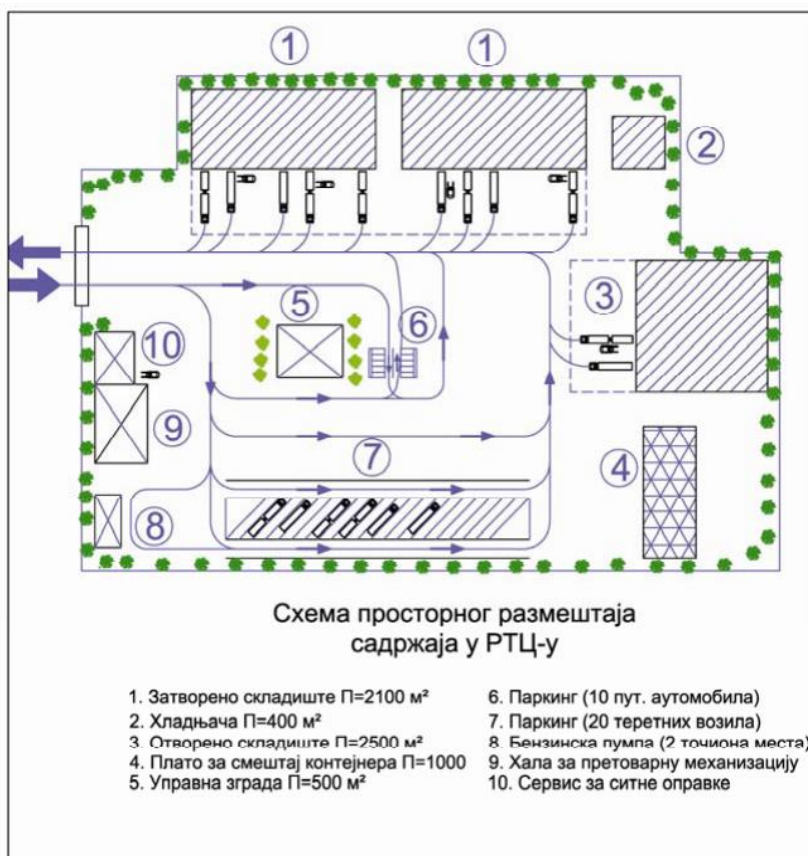 1
1
2
3
5
6
10
9
7
4
8
Схема просторног размештаја
садржаја у РТЦ-у
1. Затворено складиште П=2100 м²
2. Хладњача П=400 м²
3. Отворено складиште П=2500 м²
4. Плато за смештај контејнера П=1000
5. Управна зграда П=500 м²
6. Паркинг (10 пут. аутомобила)
7. Паркинг (20 теретних возила)
8. Бензинска пумпа (2 точиона места)
9. Хала за претоварну механизацију
10. Сервис за ситне оправке